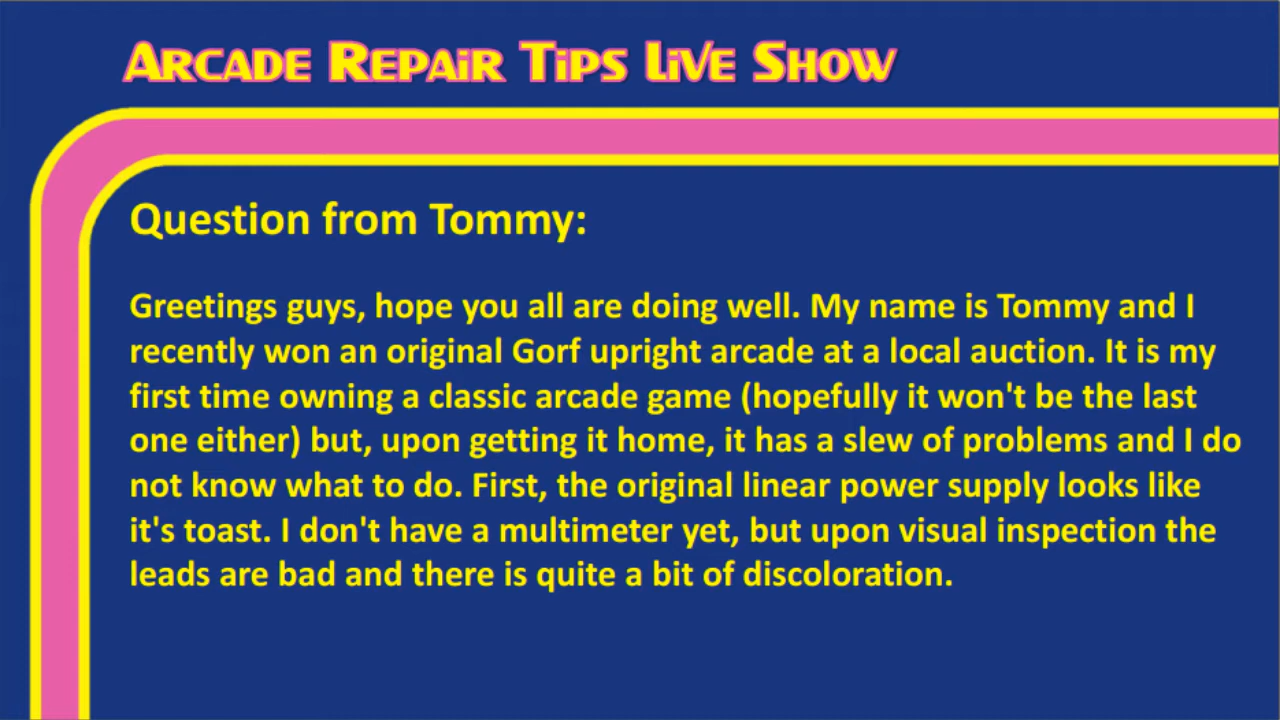 Arcade Repair Tips Live Show
Question from Tommy:
Greetings guys, hope you all are doing well. My name is Tommy and I
recently won an original Gorf upright arcade at a local auction. It is my
first time owning a classic arcade game (hopefully it won't be the last
one either) but, upon getting it home, it has a slew of problems and I do
not know what to do. First, the original linear power supply looks like
it's toast. I don't have a multimeter yet, but upon visual inspection the
leads are bad and there is quite a bit of discoloration.